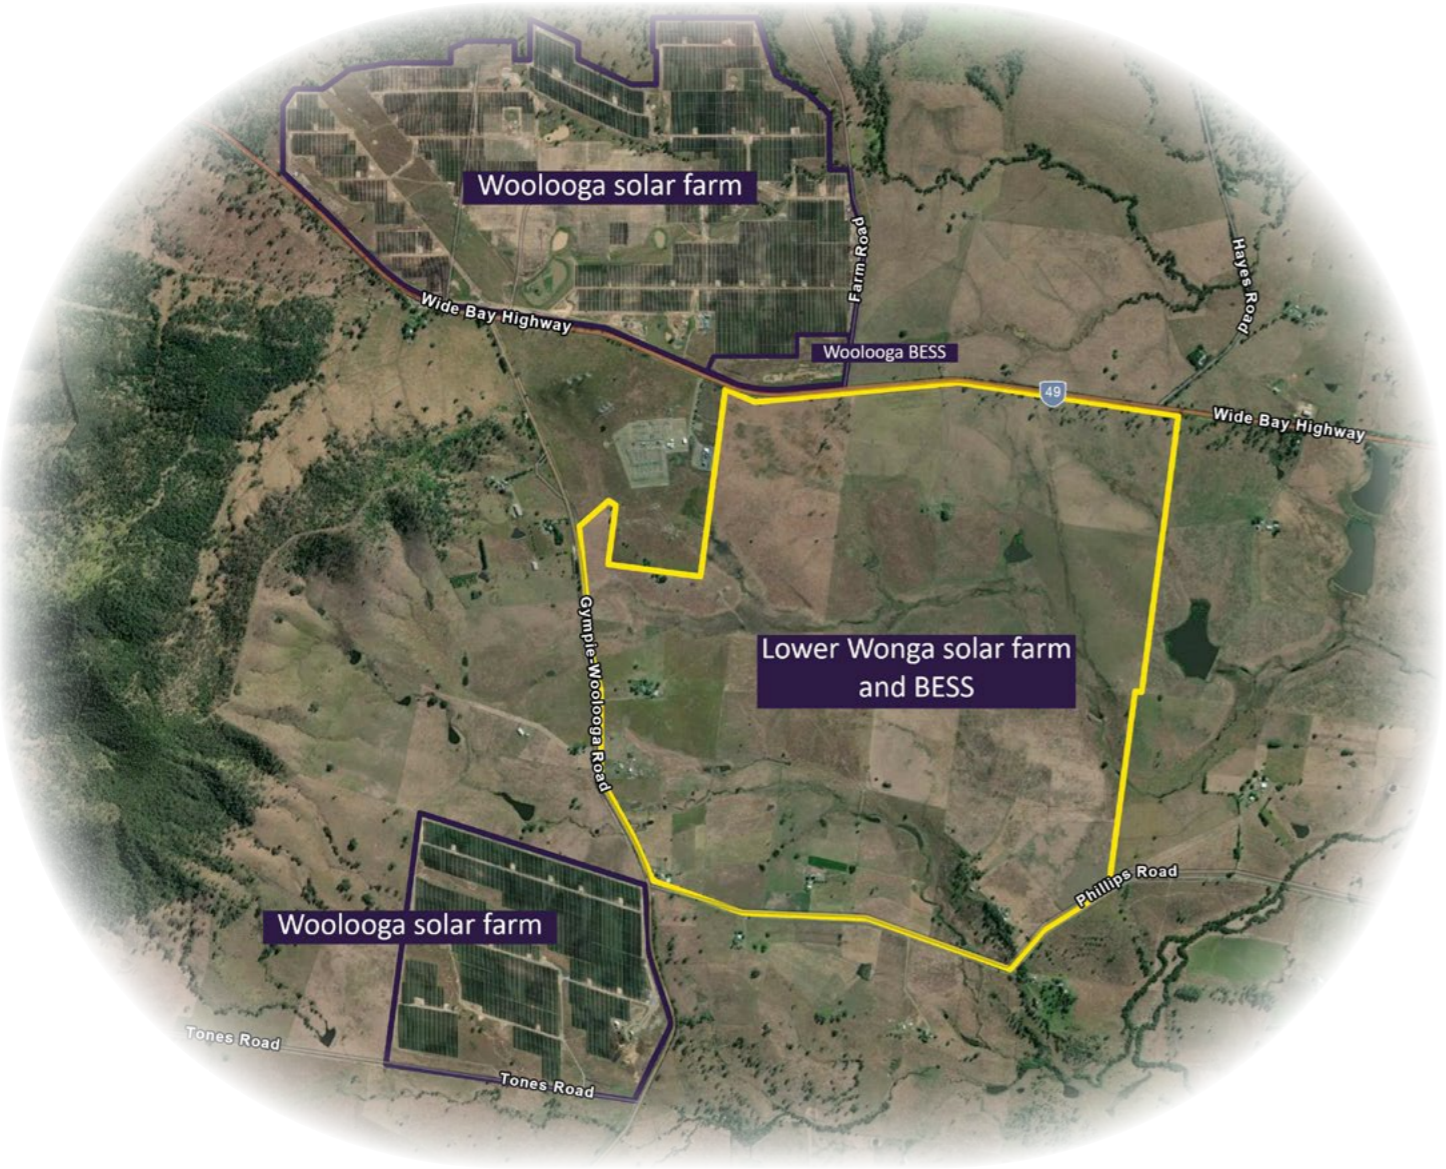 Woolooga solar farm
Farm Road
Hayes Road
Wide Bay Highway
Woolooga BESS
49
Wide Bay Highway
Gympie-Woolooga Road
Lower Wonga solar farm
and BESS
Phillips Road
Woolooga solar farm
Tones Road
Tones Road